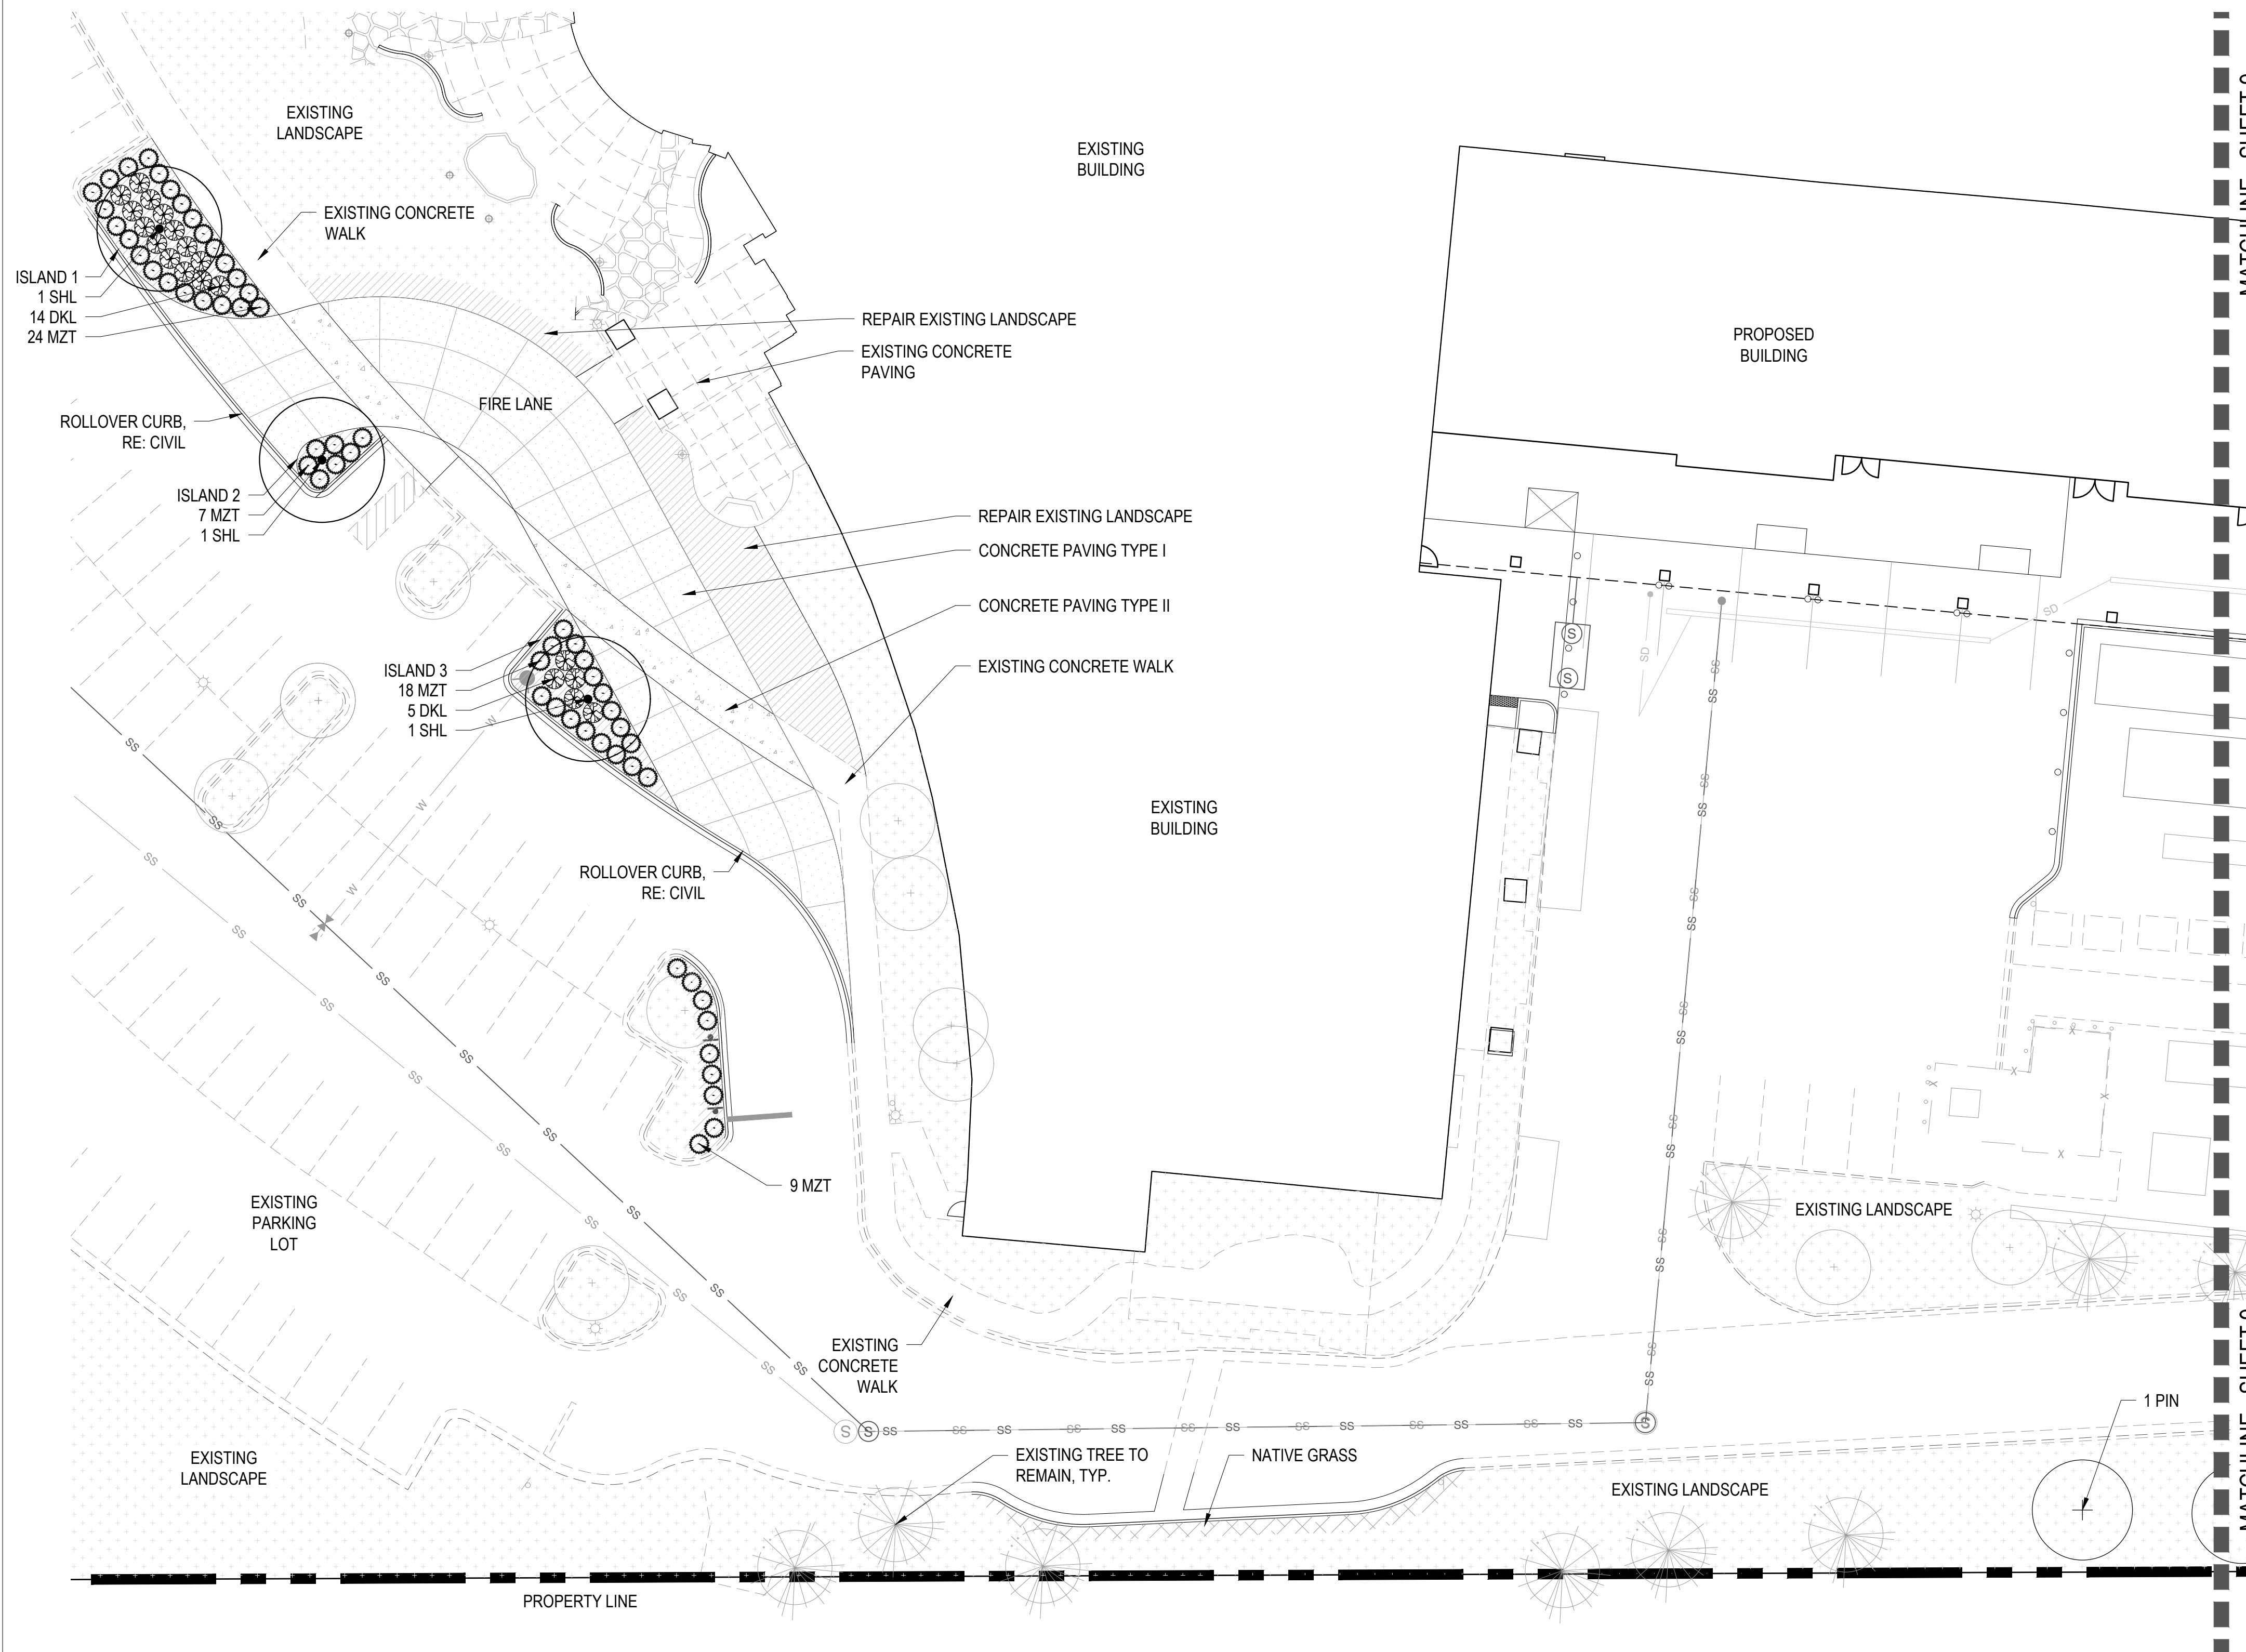 EXISTING
LANDSCAPE
EXISTING
BUILDING
EXISTING CONCRETE
WALK
ISLAND 1
1 SHL
14 DKL
24 MZT
REPAIR EXISTING LANDSCAPE
EXISTING CONCRETE
PAVING
PROPOSED
BUILDING
FIRE LANE
ROLLOVER CURB,
RE: CIVIL
ISLAND 2
7 MZT
1 SHL
REPAIR EXISTING LANDSCAPE
CONCRETE PAVING TYPE I
CONCRETE PAVING TYPE II
EXISTING CONCRETE WALK
ISLAND 3
18 MZT
5 DKL
1 SHL
EXISTING
BUILDING
ROLLOVER CURB,
RE: CIVIL
9 MZT
EXISTING
PARKING
LOT
EXISTING LANDSCAPE
EXISTING
CONCRETE
WALK
1 PIN
EXISTING
LANDSCAPE
EXISTING TREE TO
REMAIN, TYP.
NATIVE GRASS
EXISTING LANDSCAPE
PROPERTY LINE
SS
SS
SD
SD
W
W
W
S
S
S
S
S